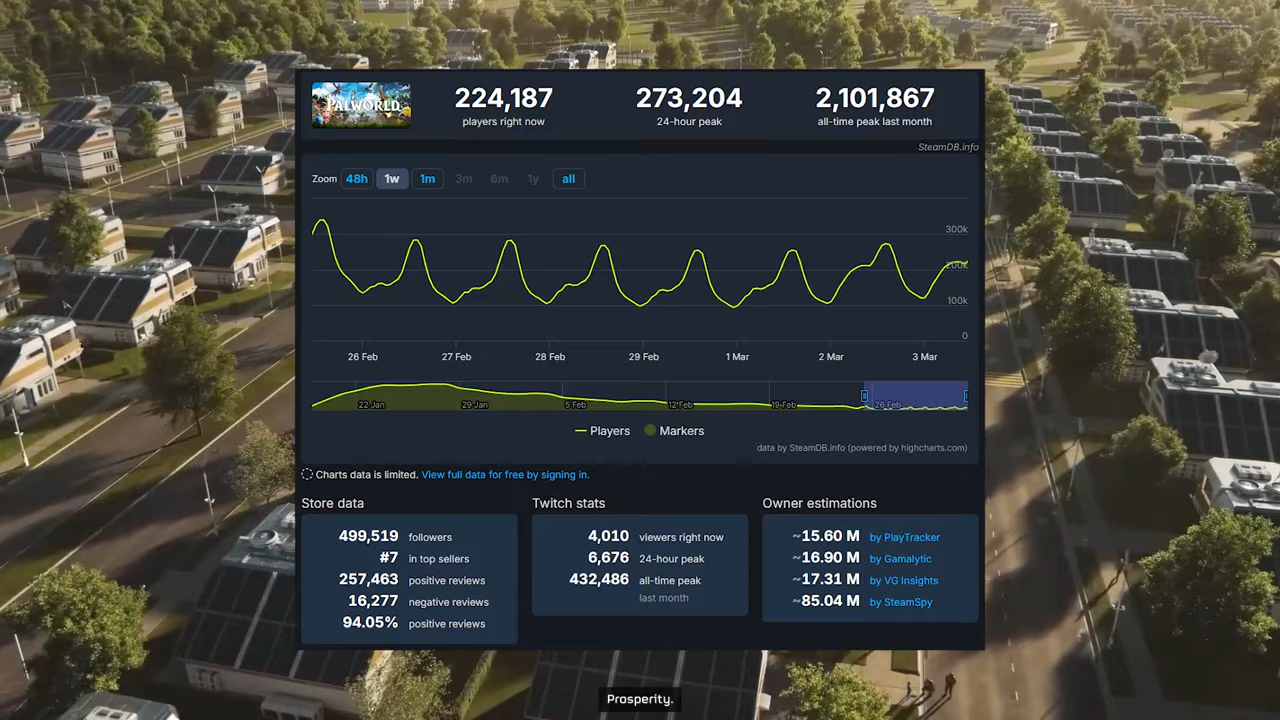 PALWORLD
224,187
players right now
273,204
24-hour peak
2,101,867
all-time peak last month
SteamDB.info
Zoom 48h 1w 1m 3m 6m 1y all
300k
200k
100k
0
26 Feb 27 Feb 28 Feb 29 Feb 1 Mar 2 Mar 3 Mar
22 Jan 29 Jan 5 Feb 12 Feb 19 Feb 26 Feb
Players Markers
data by SteamDB.info (powered by highcharts.com)
Charts data is limited. View full data for free by signing in.
Store data
499,519 followers
#7 in top sellers
257,463 positive reviews
16,277 negative reviews
94.05% positive reviews
Twitch stats
4,010 viewers right now
6,676 24-hour peak
432,486 all-time peak
last month
Owner estimations
~15.60 M by PlayTracker
~16.90 M by Gamalytic
~17.31 M by VG Insights
~85.04 M by SteamSpy
Prosperity.